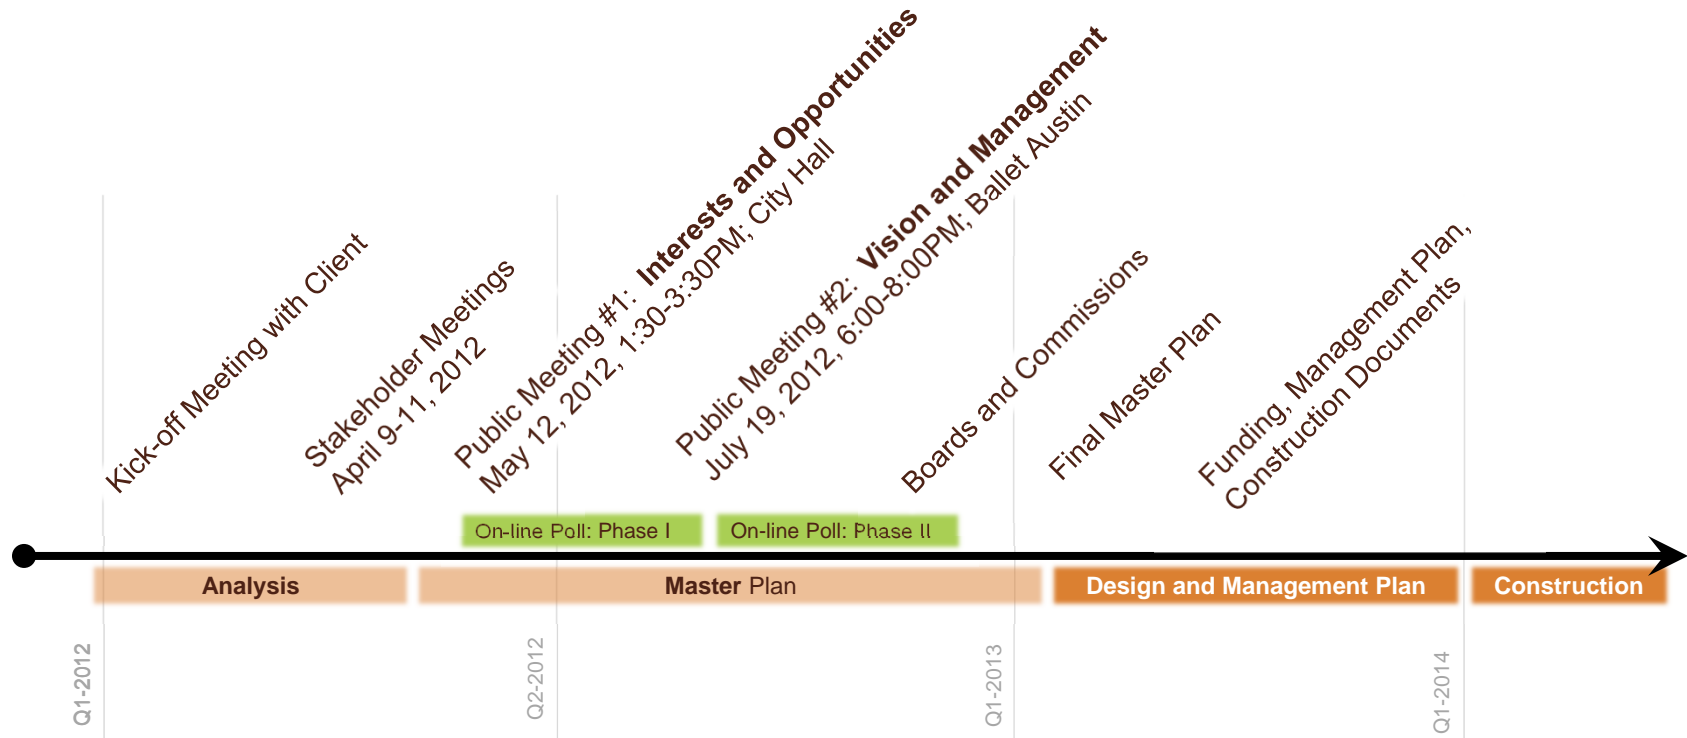 Kick-off Meeting with Client
Stakeholder Meetings
April 9-11, 2012
Public Meeting #1: Interests and Opportunities
May 12, 2012, 1:30-3:30PM; City Hall
Public Meeting #2: Vision and Management
July 19, 2012, 6:00-8:00PM; Ballet Austin
Boards and Commissions
Final Master Plan
Funding, Management Plan,
Construction Documents
On-line Poll: Phase I
On-line Poll: Phase II
Analysis
Master Plan
Design and Management Plan
Construction
Q1-2012
Q2-2012
Q1-2013
Q1-2014